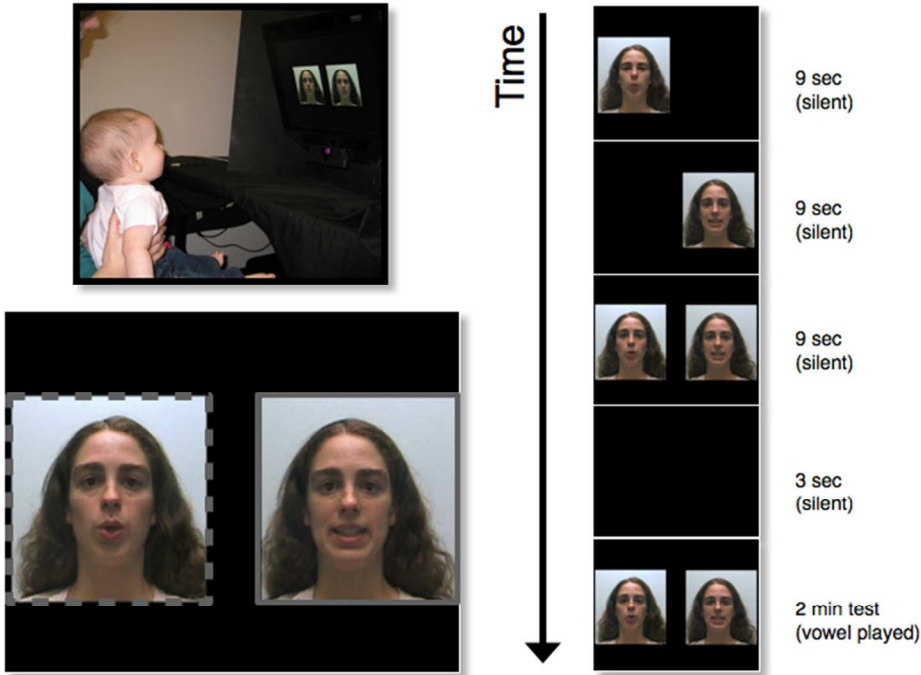 Time
9 sec
(silent)
9 sec
(silent)
9 sec
(silent)
3 sec
(silent)
2 min test
(vowel played)